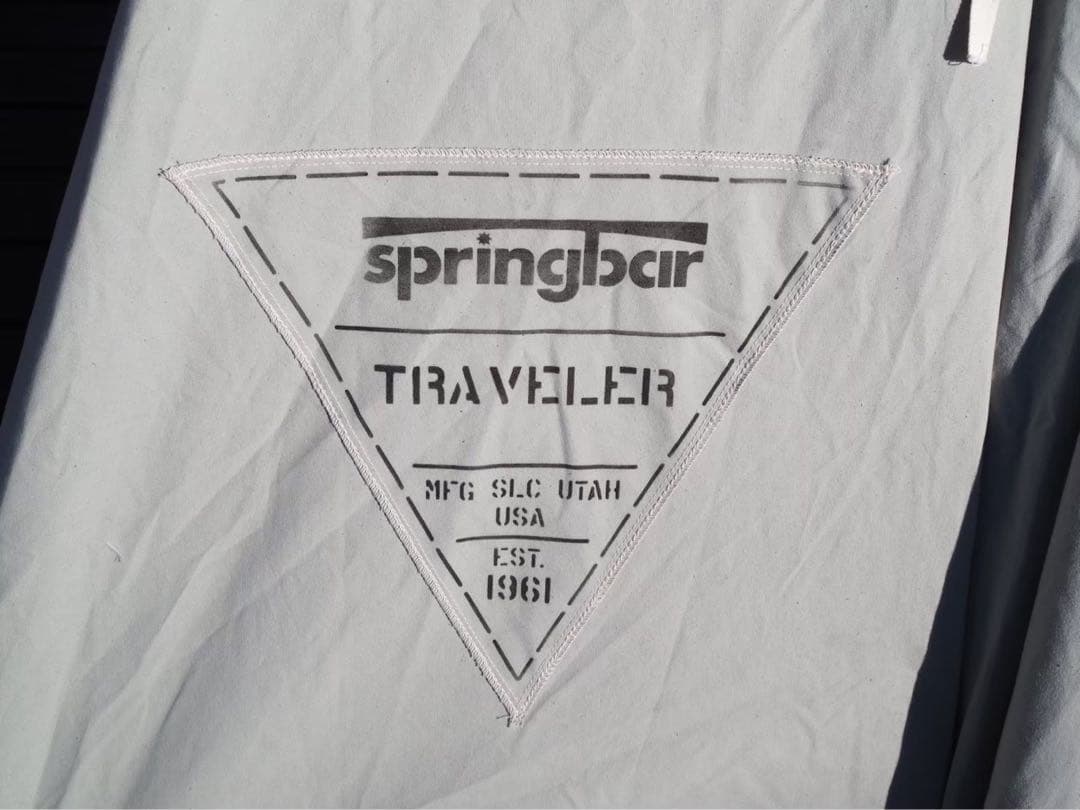 springbar
TRAVELER
MFG SLC UTAH
USA
EST.
1961